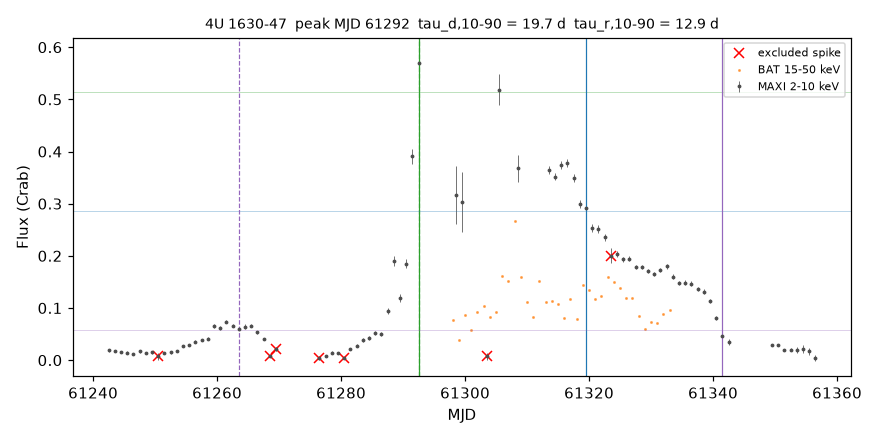 4U 1630-47  peak MJD 61292  tau_d,10-90 = 19.7 d  tau_r,10-90 = 12.9 d
excluded spike
BAT 15-50 keV
MAXI 2-10 keV
Flux (Crab)
0.6
0.5
0.4
0.3
0.2
0.1
0.0
61240 61260 61280 61300 61320 61340 61360
MJD